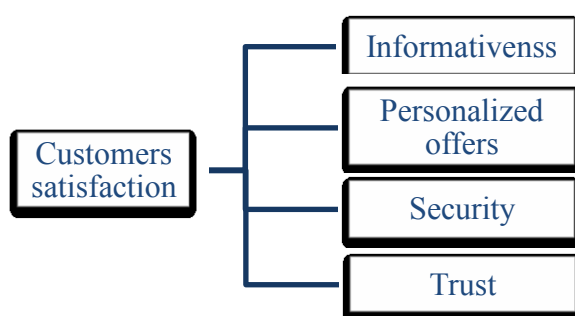 Informativenss
Personalized
offers
Customers
satisfaction
Security
Trust